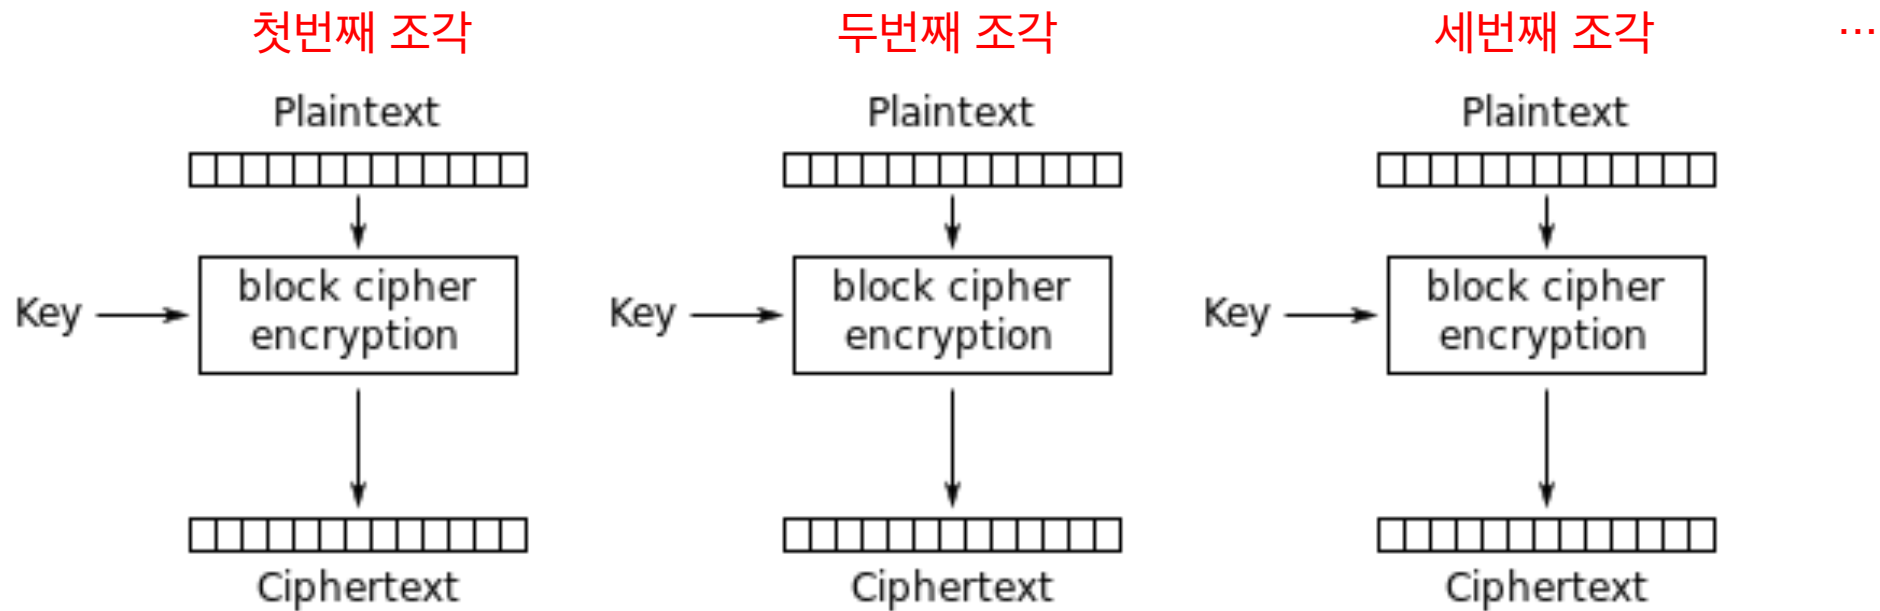 첫번째 조각 두번째 조각 세번째 조각 ...
Plaintext Plaintext Plaintext
block cipher block cipher block cipher
Key Key Key
encryption encryption encryption
Ciphertext Ciphertext Ciphertext